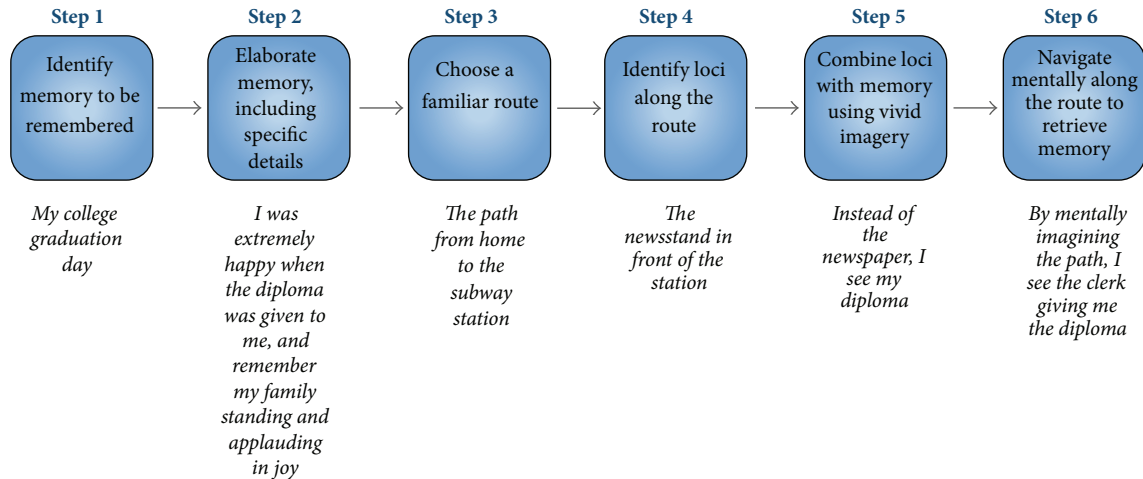 Step 1
Identify
memory to be
remembered
My college
graduation
day
Step 2
Elaborate
memory,
including
specific
details
I was
extremely
happy when
the diploma
was given to
me, and
remember
my family
standing and
applauding
in joy
Step 3
Choose a
familiar route
The path
from home
to the
subway
station
Step 4
Identify loci
along the
route
The
newsstand in
front of the
station
Step 5
Combine loci
with memory
using vivid
imagery
Instead of
the
newspaper, I
see my
diploma
Step 6
Navigate
mentally along
the route to
retrieve
memory
By mentally
imagining
the path, I
see the clerk
giving me
the diploma